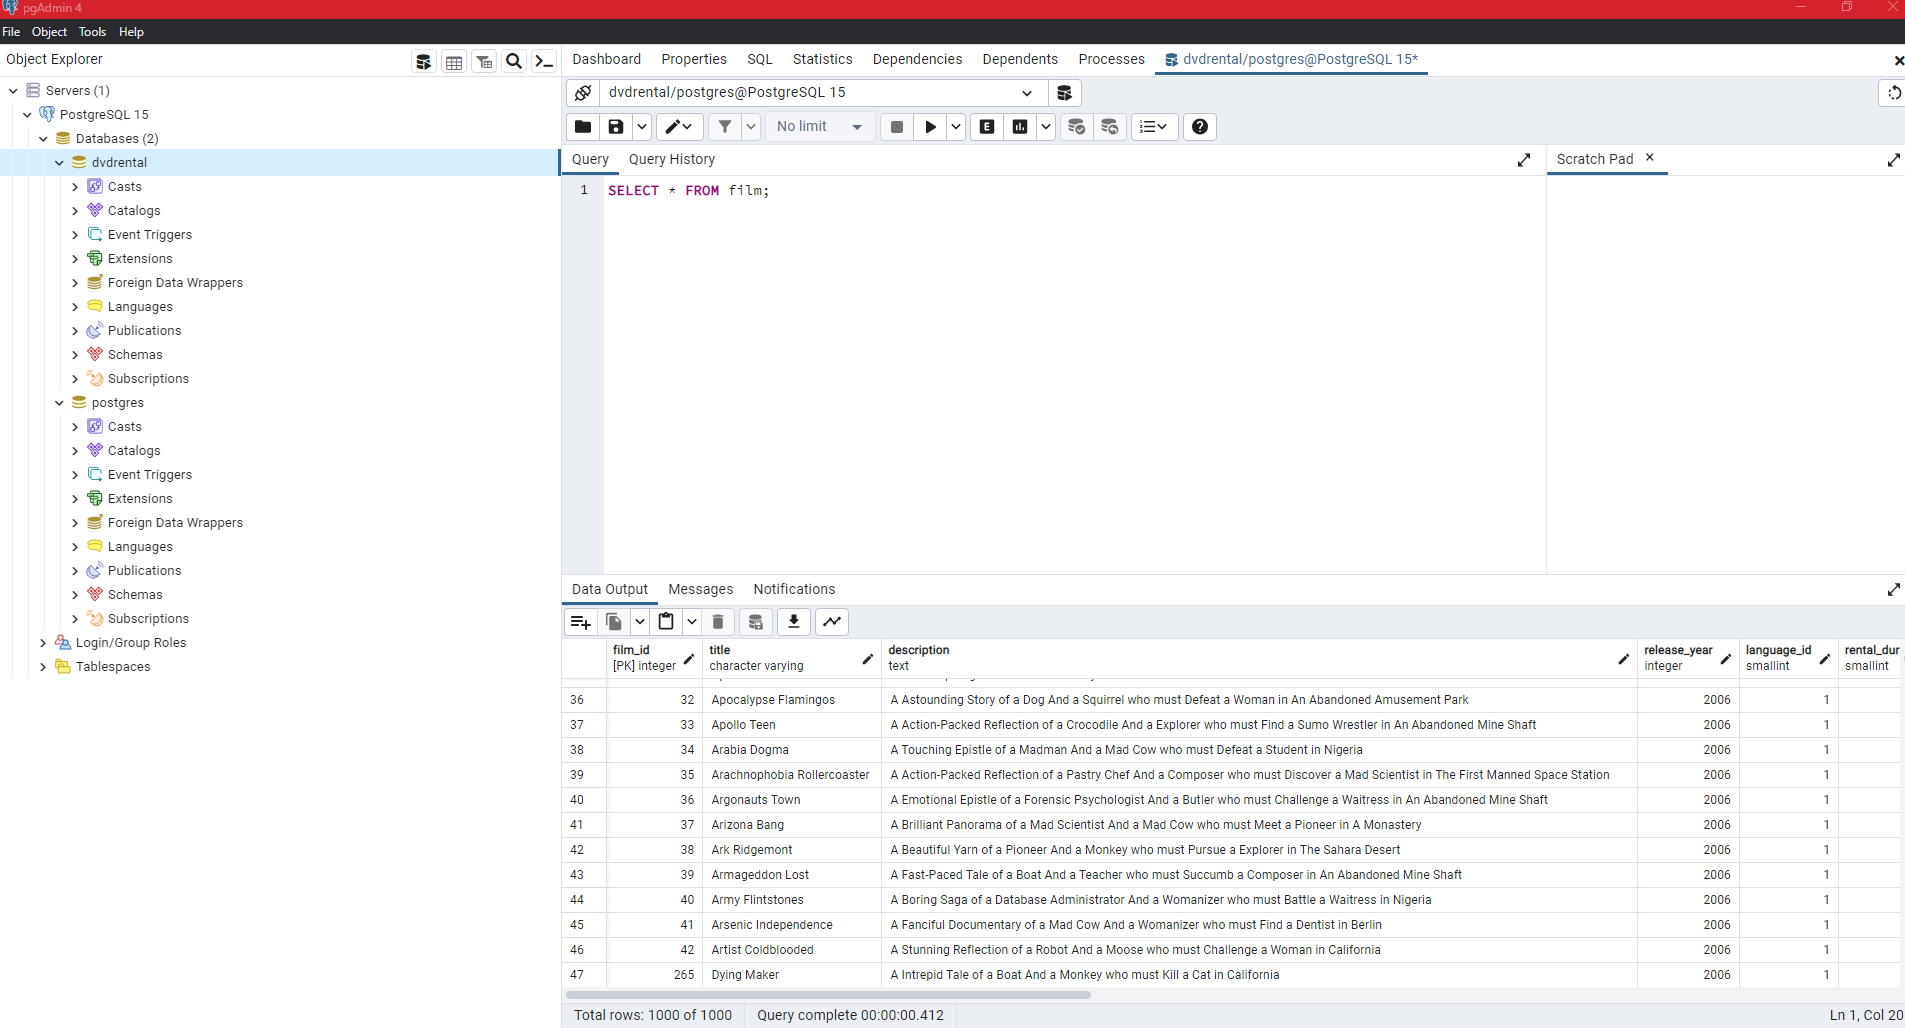 pgAdmin 4
File Object Tools Help
Object Explorer
Servers (1)
PostgreSQL 15
Databases (2)
dvdrental
Casts
Catalogs
Event Triggers
Extensions
Foreign Data Wrappers
Languages
Publications
Schemas
Subscriptions
postgres
Casts
Catalogs
Event Triggers
Extensions
Foreign Data Wrappers
Languages
Publications
Schemas
Subscriptions
Login/Group Roles
Tablespaces
Dashboard Properties SQL Statistics Dependencies Dependents Processes dvdrental/postgres@PostgreSQL 15*
dvdrental/postgres@PostgreSQL 15
No limit
Query Query History
Scratch Pad
1 SELECT * FROM film;
Data Output Messages Notifications
film_id title description release_year language_id rental_dur
[PK] integer character varying text integer smallint smallint
36 32 Apocalypse Flamingos A Astounding Story of a Dog And a Squirrel who must Defeat a Woman in An Abandoned Amusement Park 2006 1
37 33 Apollo Teen A Action-Packed Reflection of a Crocodile And a Explorer who must Find a Sumo Wrestler in An Abandoned Mine Shaft 2006 1
38 34 Arabia Dogma A Touching Epistle of a Madman And a Mad Cow who must Defeat a Student in Nigeria 2006 1
39 35 Arachnophobia Rollercoaster A Action-Packed Reflection of a Pastry Chef And a Composer who must Discover a Mad Scientist in The First Manned Space Station 2006 1
40 36 Argonauts Town A Emotional Epistle of a Forensic Psychologist And a Butler who must Challenge a Waitress in An Abandoned Mine Shaft 2006 1
41 37 Arizona Bang A Brilliant Panorama of a Mad Scientist And a Mad Cow who must Meet a Pioneer in A Monastery 2006 1
42 38 Ark Ridgemont A Beautiful Yarn of a Pioneer And a Monkey who must Pursue a Explorer in The Sahara Desert 2006 1
43 39 Armageddon Lost A Fast-Paced Tale of a Boat And a Teacher who must Succumb a Composer in An Abandoned Mine Shaft 2006 1
44 40 Army Flintstones A Boring Saga of a Database Administrator And a Womanizer who must Battle a Waitress in Nigeria 2006 1
45 41 Arsenic Independence A Fanciful Documentary of a Mad Cow And a Womanizer who must Find a Dentist in Berlin 2006 1
46 42 Artist Coldblooded A Stunning Reflection of a Robot And a Moose who must Challenge a Woman in California 2006 1
47 265 Dying Maker A Intrepid Tale of a Boat And a Monkey who must Kill a Cat in California 2006 1
Total rows: 1000 of 1000 Query complete 00:00:00.412 Ln 1, Col 20